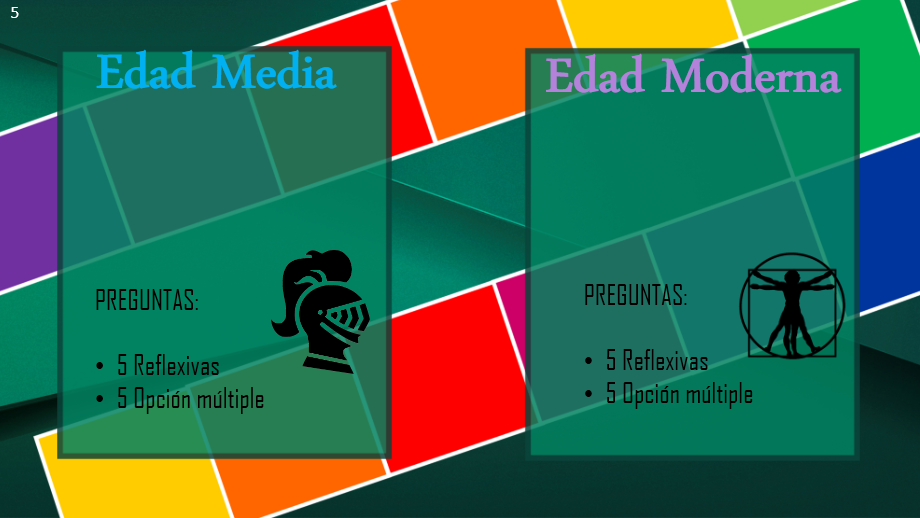 5
Edad Media
PREGUNTAS:
• 5 Reflexivas
• 5 Opción múltiple
Edad Moderna
PREGUNTAS:
• 5 Reflexivas
• 5 Opción múltiple